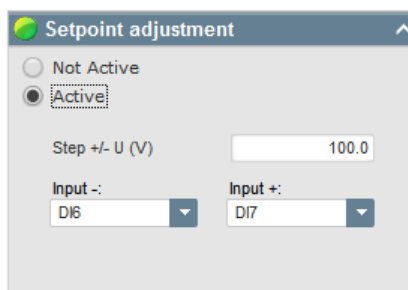 Setpoint adjustment
Not Active
Active
Step +/- U (V) 100.0
Input -: Input +:
DI6 DI7